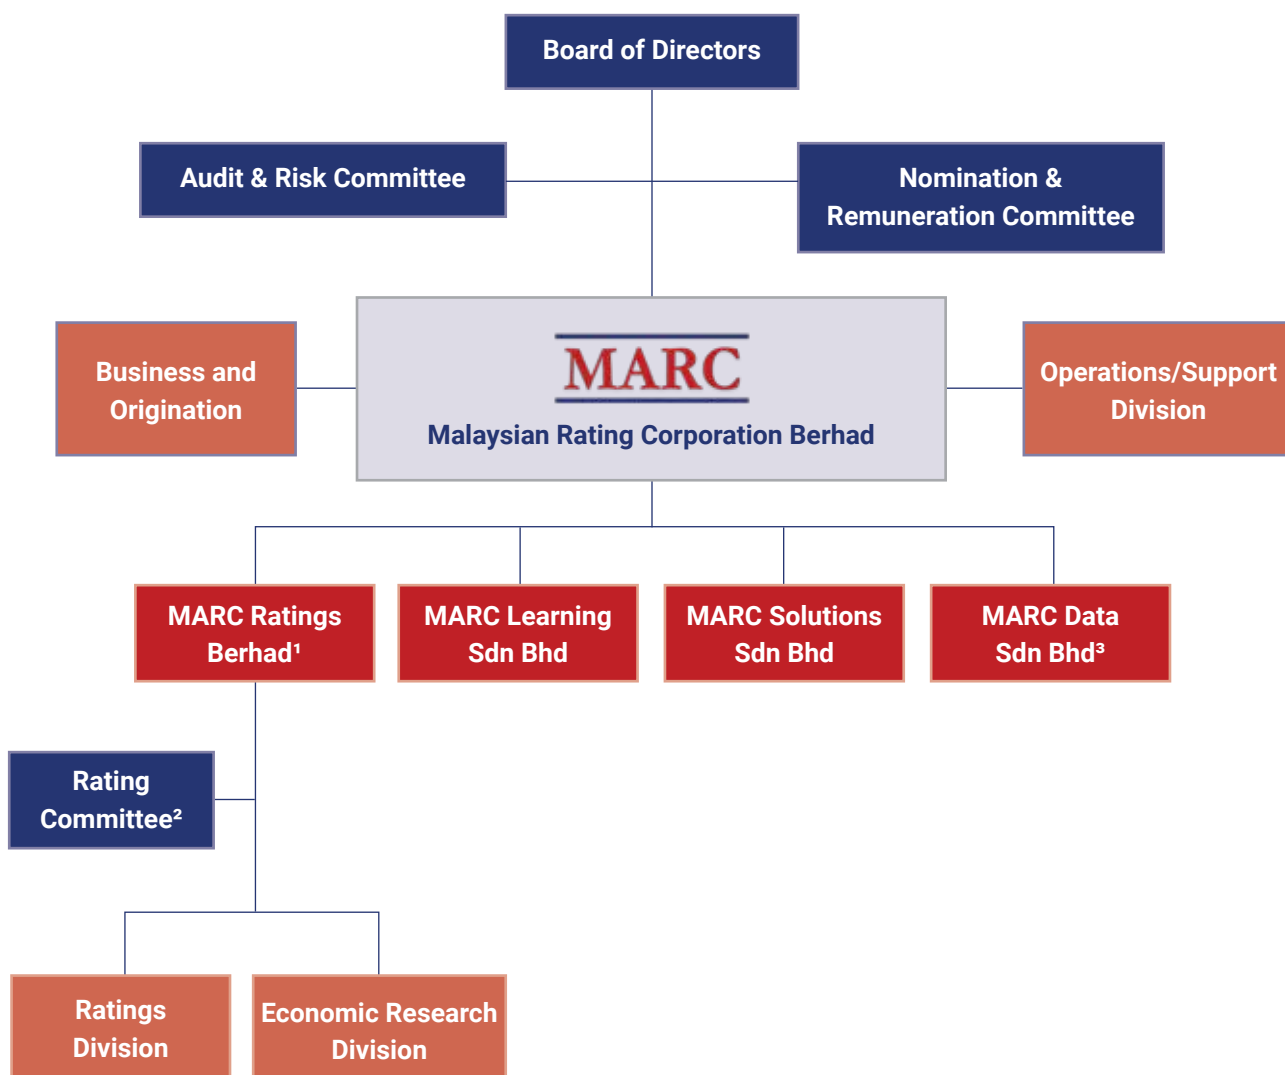 Board of Directors
Audit & Risk Committee
Nomination &
Remuneration Committee
Business and
Origination
MARC
Malaysian Rating Corporation Berhad
Operations/Support
Division
MARC Ratings
Berhad¹
MARC Learning
Sdn Bhd
MARC Solutions
Sdn Bhd
MARC Data
Sdn Bhd³
Rating
Committee²
Ratings
Division
Economic Research
Division